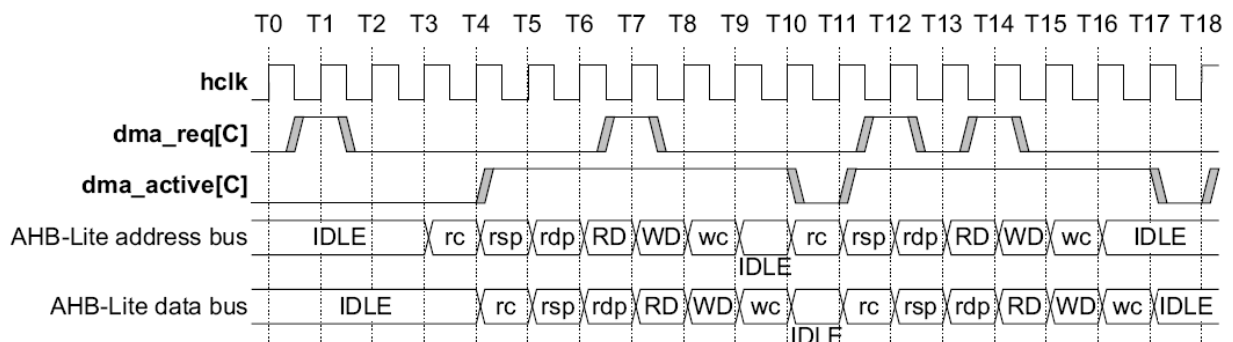 T0 T1 T2 T3 T4 T5 T6 T7 T8 T9 T10 T11 T12 T13 T14 T15 T16 T17 T18
hclk
dma_req[C]
dma_active[C]
AHB-Lite address bus IDLE rc rsp rdp RD WD wc rc rsp rdp RD WD wc IDLE
IDLE
AHB-Lite data bus IDLE rc rsp rdp RD WD wc rc rsp rdp RD WD wc IDLE
IDLE